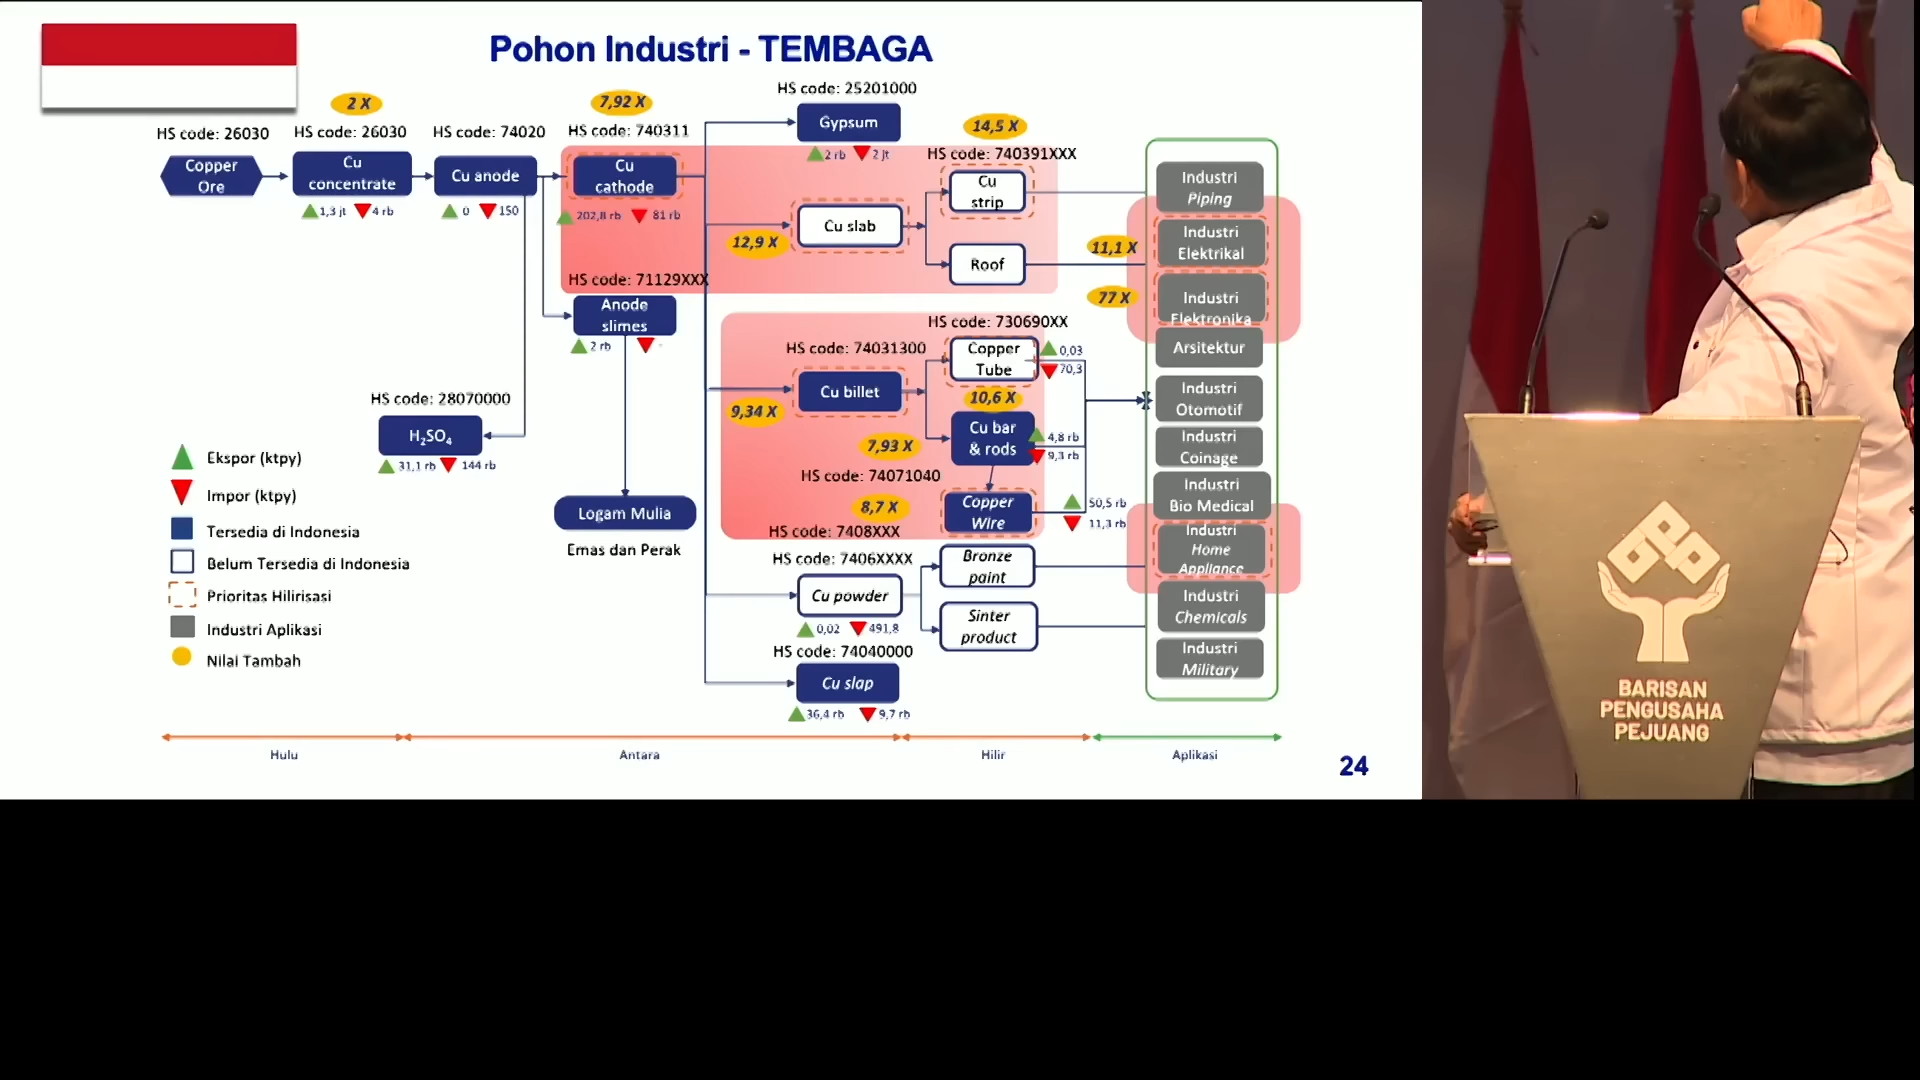 Pohon Industri - TEMBAGA
HS code: 25201000
2 X
7,92 X
Gypsum
14,5 X
HS code: 26030
HS code: 26030
HS code: 74020
HS code: 740311
2 rb
2 jt
HS code: 740391XXX
Copper
Ore
Cu
concentrate
Cu anode
Cu
cathode
Cu
strip
Industri
Piping
1,3 jt
4 rb
0
150
202,8 rb
81 rb
12,9 X
Cu slab
Roof
11,1 X
Industri
Elektrikal
77 X
Industri
Elektronika
HS code: 71129XXX
Anode
slimes
2 rb
-
HS code: 730690XX
HS code: 74031300
Copper
Tube
0,03
70,3
Arsitektur
Cu billet
9,34 X
10,6 X
Industri
Otomotif
HS code: 28070000
H₂SO₄
31,1 rb
144 rb
7,93 X
Cu bar
& rods
4,8 rb
9,3 rb
Industri
Coinage
HS code: 74071040
8,7 X
Copper
Wire
50,5 rb
11,3 rb
Industri
Bio Medical
HS code: 7408XXX
Logam Mulia
Emas dan Perak
HS code: 7406XXXX
Cu powder
0,02
491,8
Bronze
paint
Industri
Home
Appliance
Sinter
product
Industri
Chemicals
HS code: 74040000
Cu slap
36,4 rb
9,7 rb
Industri
Military
Ekspor (ktpy)
Impor (ktpy)
Tersedia di Indonesia
Belum Tersedia di Indonesia
Prioritas Hilirisasi
Industri Aplikasi
Nilai Tambah
Hulu
Antara
Hilir
Aplikasi
24
BARISAN
PENGUSAHA
PEJUANG